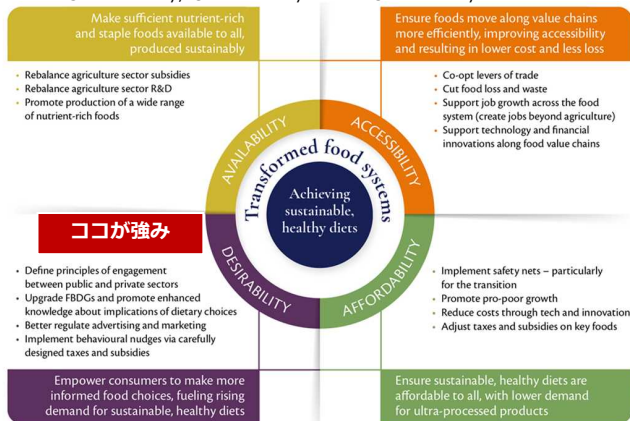 Make sufficient nutrient-rich
and staple foods available to all,
produced sustainably
Ensure foods move along value chains
more efficiently, improving accessibility
and resulting in lower cost and less loss
• Rebalance agriculture sector subsidies
• Rebalance agriculture sector R&D
• Promote production of a wide range
of nutrient-rich foods
• Co-opt levers of trade
• Cut food loss and waste
• Support job growth across the food
system (create jobs beyond agriculture)
• Support technology and financial
innovations along food value chains
AVAILABILITY
ACCESSIBILITY
Transformed food systems
Achieving
sustainable,
healthy diets
ココが強み
DESIRABILITY
AFFORDABILITY
• Define principles of engagement
between public and private sectors
• Upgrade FBDGs and promote enhanced
knowledge about implications of dietary choices
• Better regulate advertising and marketing
• Implement behavioural nudges via carefully
designed taxes and subsidies
• Implement safety nets – particularly
for the transition
• Promote pro-poor growth
• Reduce costs through tech and innovation
• Adjust taxes and subsidies on key foods
Empower consumers to make more
informed food choices, fueling rising
demand for sustainable, healthy diets
Ensure sustainable, healthy diets are
affordable to all, with lower demand
for ultra-processed products